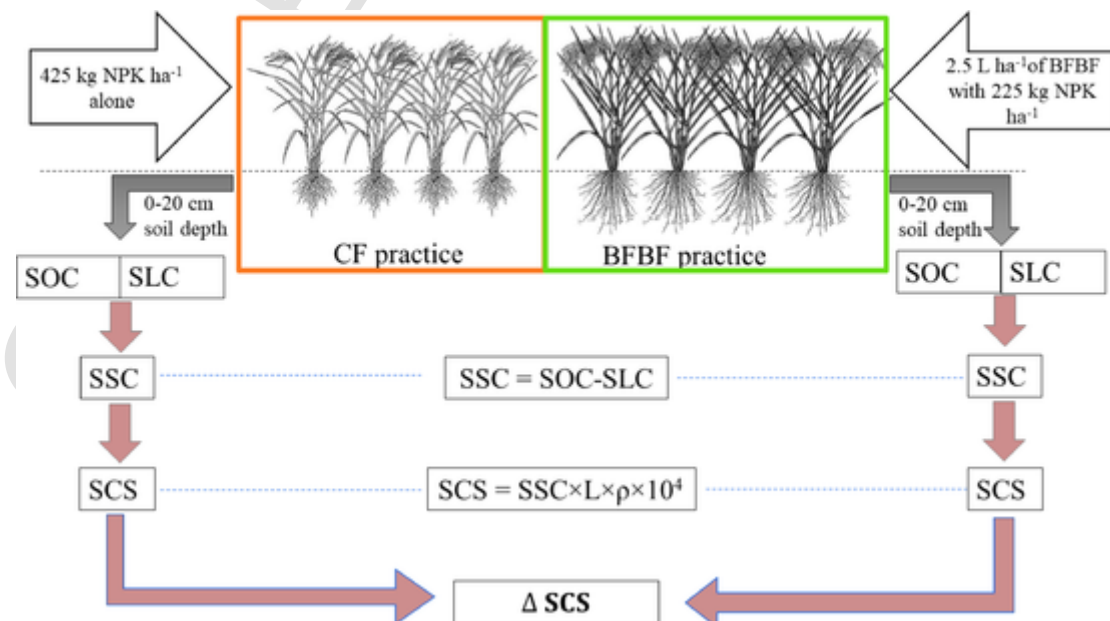 425 kg NPK ha⁻¹
alone
2.5 L ha⁻¹of BFBF
with 225 kg NPK
ha⁻¹
0-20 cm
soil depth
CF practice
BFBF practice
0-20 cm
soil depth
SOC SLC
SOC SLC
SSC
SSC = SOC-SLC
SSC
SCS
SCS = SSC×L×ρ×10⁴
SCS
Δ SCS